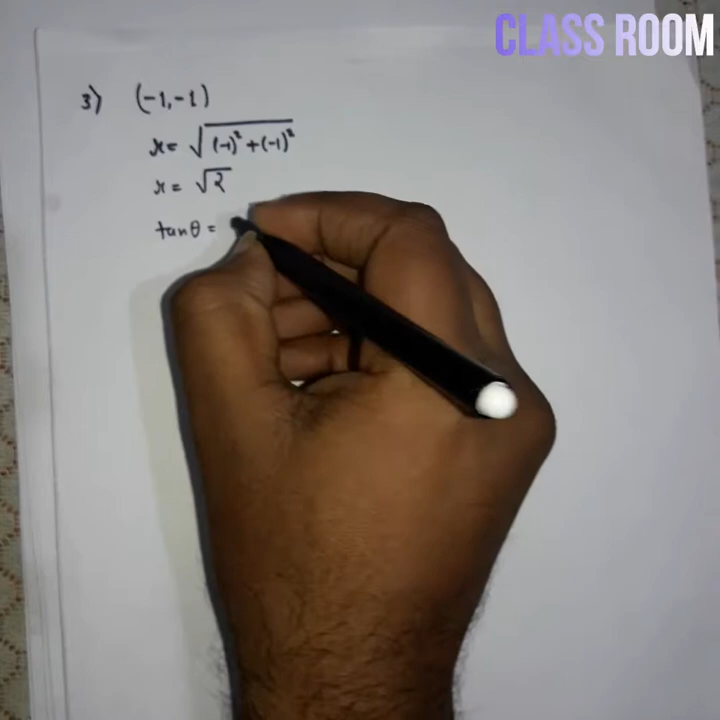 CLASS ROOM
3) (-1,-1)
r = √(-1)² + (-1)²
r = √2
tanθ =